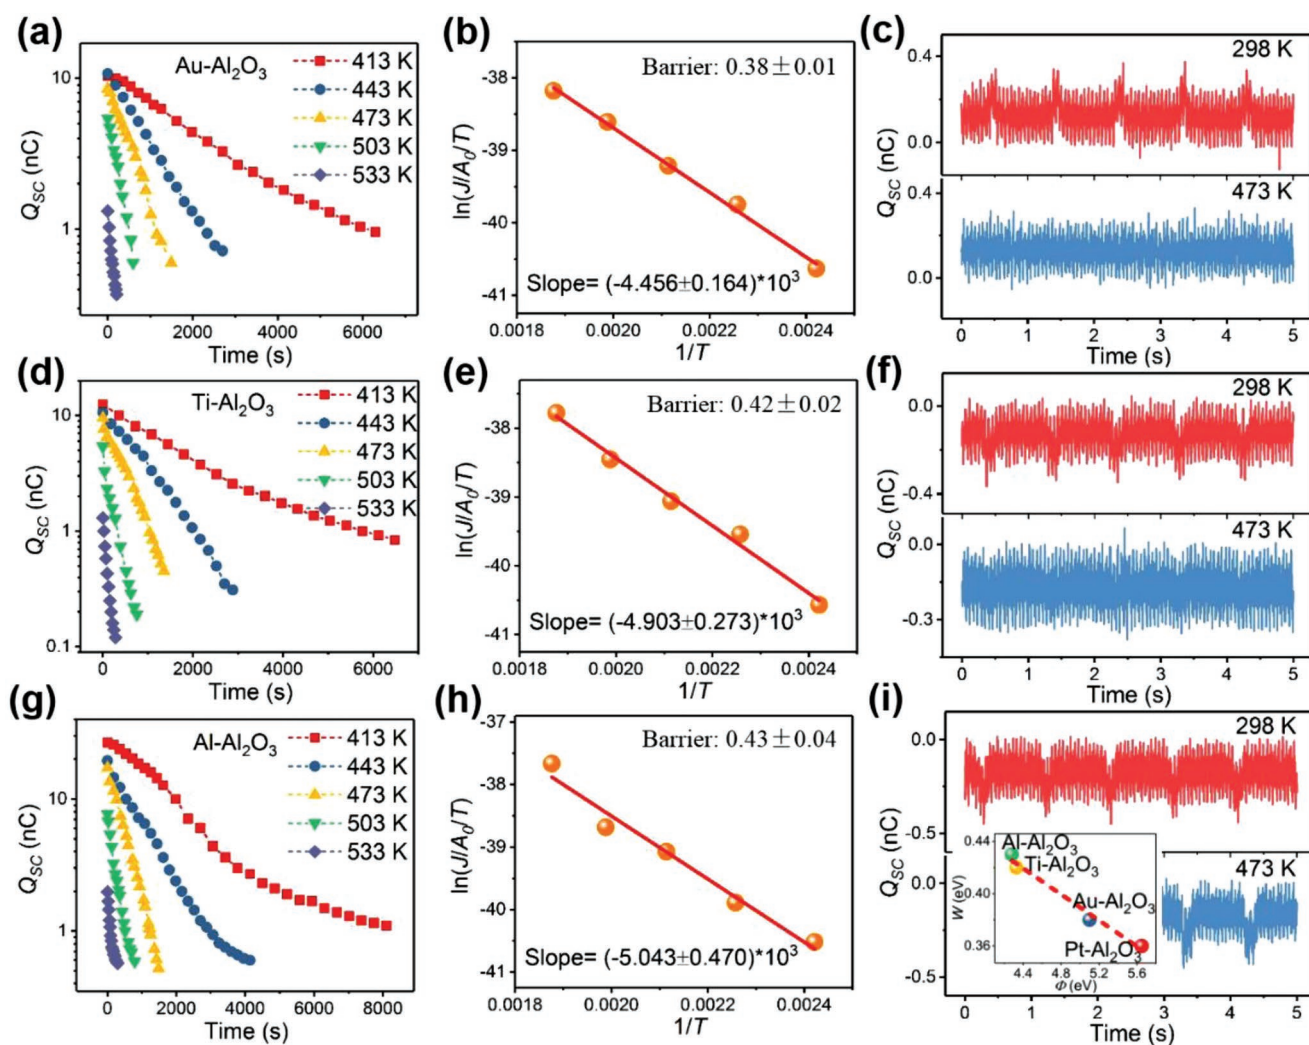 (a)
Au-Al₂O₃
413 K
443 K
473 K
503 K
533 K
10
1
Q_SC (nC)
0 2000 4000 6000
Time (s)
(b)
Barrier: 0.38±0.01
-38
-39
-40
-41
ln(J/A₀/T)
Slope= (-4.456±0.164)*10³
0.0018 0.0020 0.0022 0.0024
1/T
(c)
298 K
0.4
0.0
473 K
0.4
0.0
Q_SC (nC)
0 1 2 3 4 5
Time (s)
(d)
Ti-Al₂O₃
413 K
443 K
473 K
503 K
533 K
10
1
0.1
Q_SC (nC)
0 2000 4000 6000
Time (s)
(e)
Barrier: 0.42±0.02
-38
-39
-40
-41
ln(J/A₀/T)
Slope= (-4.903±0.273)*10³
0.0018 0.0020 0.0022 0.0024
1/T
(f)
298 K
0.0
-0.4
473 K
0.0
-0.3
Q_SC (nC)
0 1 2 3 4 5
Time (s)
(g)
Al-Al₂O₃
413 K
443 K
473 K
503 K
533 K
10
1
Q_SC (nC)
0 2000 4000 6000 8000
Time (s)
(h)
Barrier: 0.43±0.04
-37
-38
-39
-40
-41
ln(J/A₀/T)
Slope= (-5.043±0.470)*10³
0.0018 0.0020 0.0022 0.0024
1/T
(i)
298 K
0.0
-0.5
473 K
0.0
-0.5
Q_SC (nC)
0.44
0.40
0.36
W (eV)
Al-Al₂O₃
Ti-Al₂O₃
Au-Al₂O₃
Pt-Al₂O₃
4.4 4.8 5.2 5.6
Φ (eV)
0 1 2 3 4 5
Time (s)